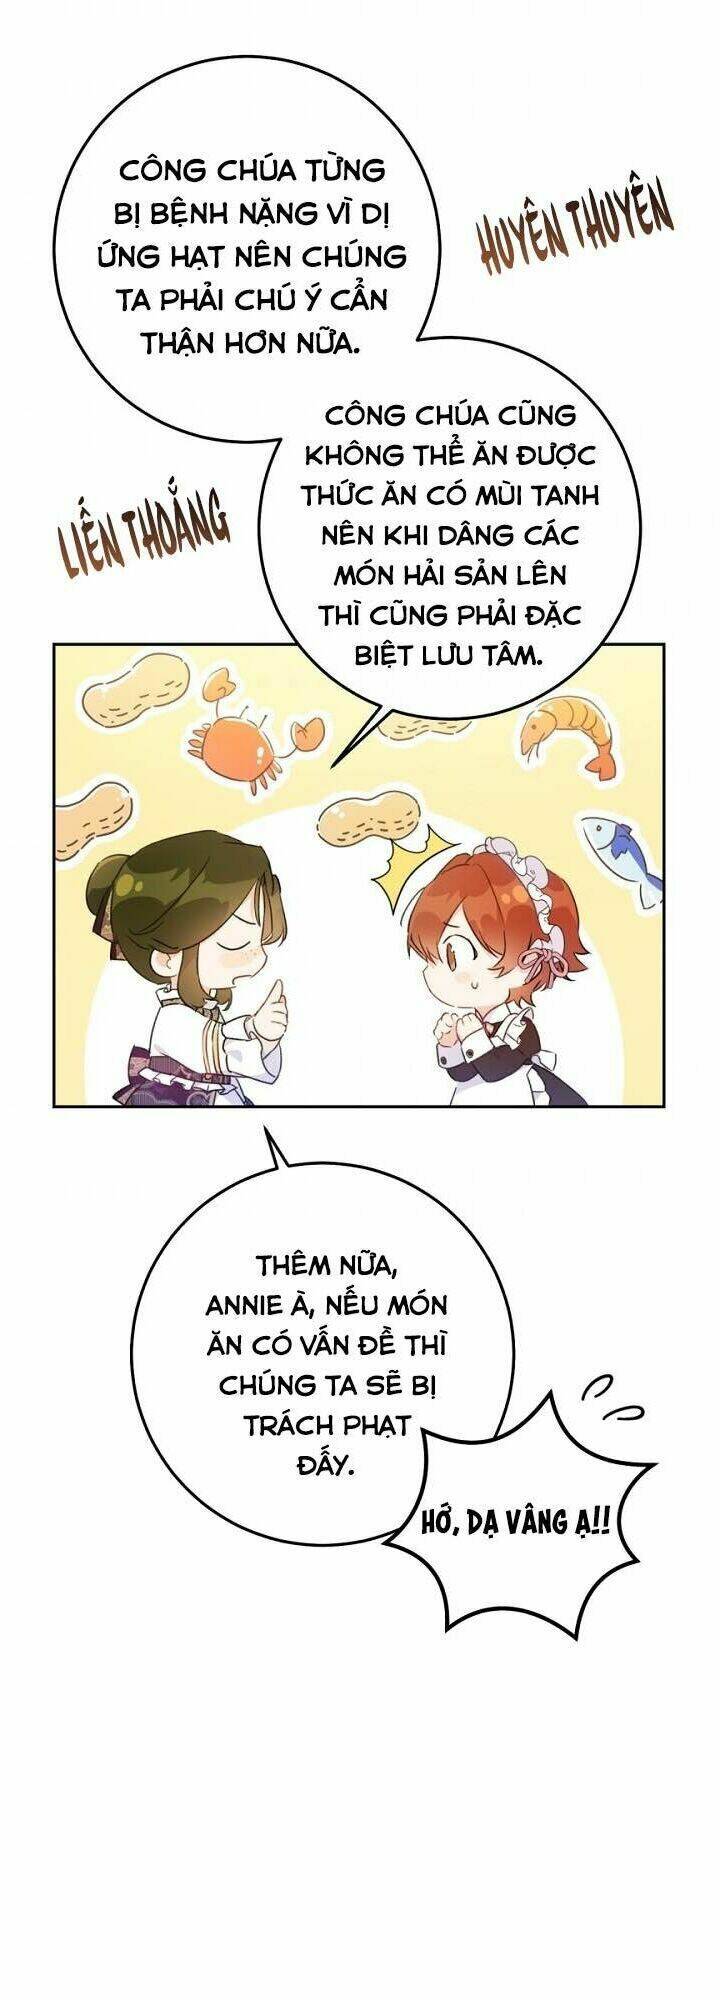 CÔNG CHÚA TỪNG
BỊ BỆNH NẶNG VÌ DỊ
ỨNG HẠT NÊN CHÚNG
TA PHẢI CHÚ Ý CẨN
THẬN HƠN NỮA.
HUYÊN THUYÊN
CÔNG CHÚA CŨNG
KHÔNG THỂ ĂN ĐƯỢC
THỨC ĂN CÓ MÙI TANH
NÊN KHI DÂNG CÁC
MÓN HẢI SẢN LÊN
THÌ CŨNG PHẢI ĐẶC
BIỆT LƯU TÂM.
LIẾN THOẮNG
THÊM NỮA,
ANNIE À, NẾU MÓN
ĂN CÓ VẤN ĐỀ THÌ
CHÚNG TA SẼ BỊ
TRÁCH PHẠT
ĐẤY.
HỚ, DẠ VÂNG Ạ!!